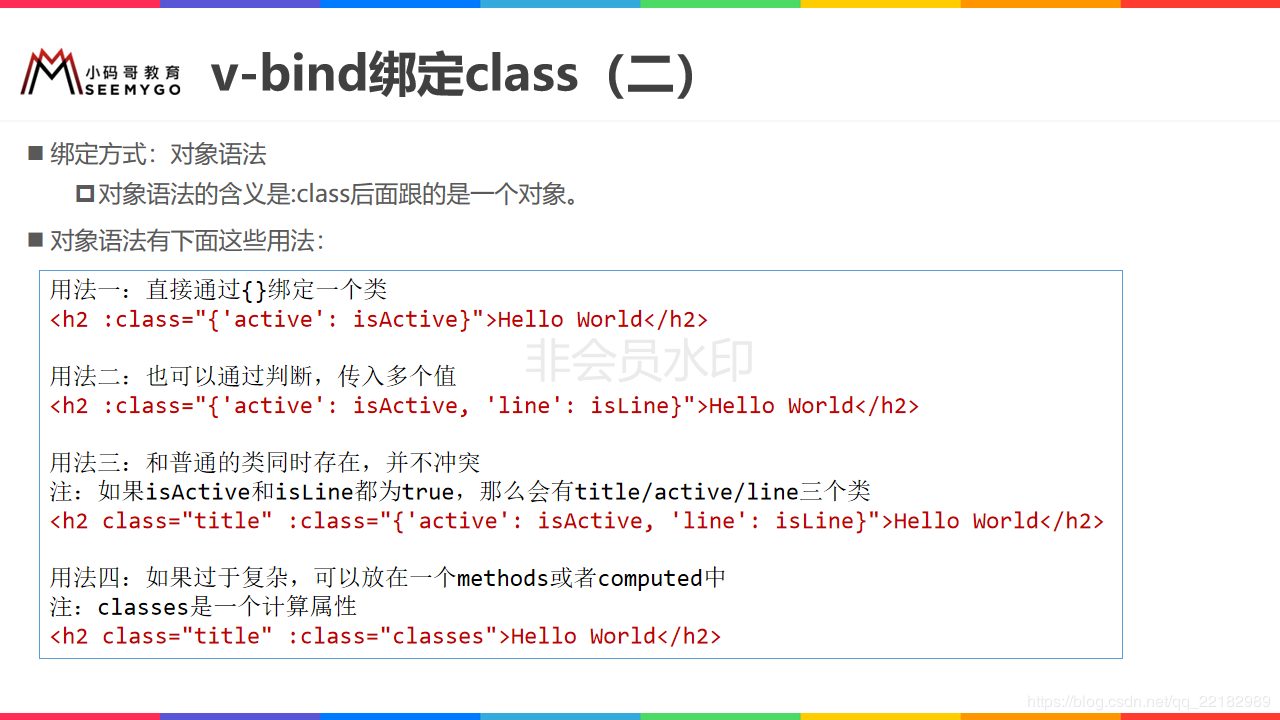 小码哥教育
SEEMYGO
v-bind绑定class（二）
绑定方式：对象语法
对象语法的含义是:class后面跟的是一个对象。
对象语法有下面这些用法：
用法一：直接通过{}绑定一个类
<h2 :class="{'active': isActive}">Hello World</h2>
非会员水印
用法二：也可以通过判断，传入多个值
<h2 :class="{'active': isActive, 'line': isLine}">Hello World</h2>
用法三：和普通的类同时存在，并不冲突
注：如果isActive和isLine都为true，那么会有title/active/line三个类
<h2 class="title" :class="{'active': isActive, 'line': isLine}">Hello World</h2>
用法四：如果过于复杂，可以放在一个methods或者computed中
注：classes是一个计算属性
<h2 class="title" :class="classes">Hello World</h2>
https://blog.csdn.net/qq_22182989